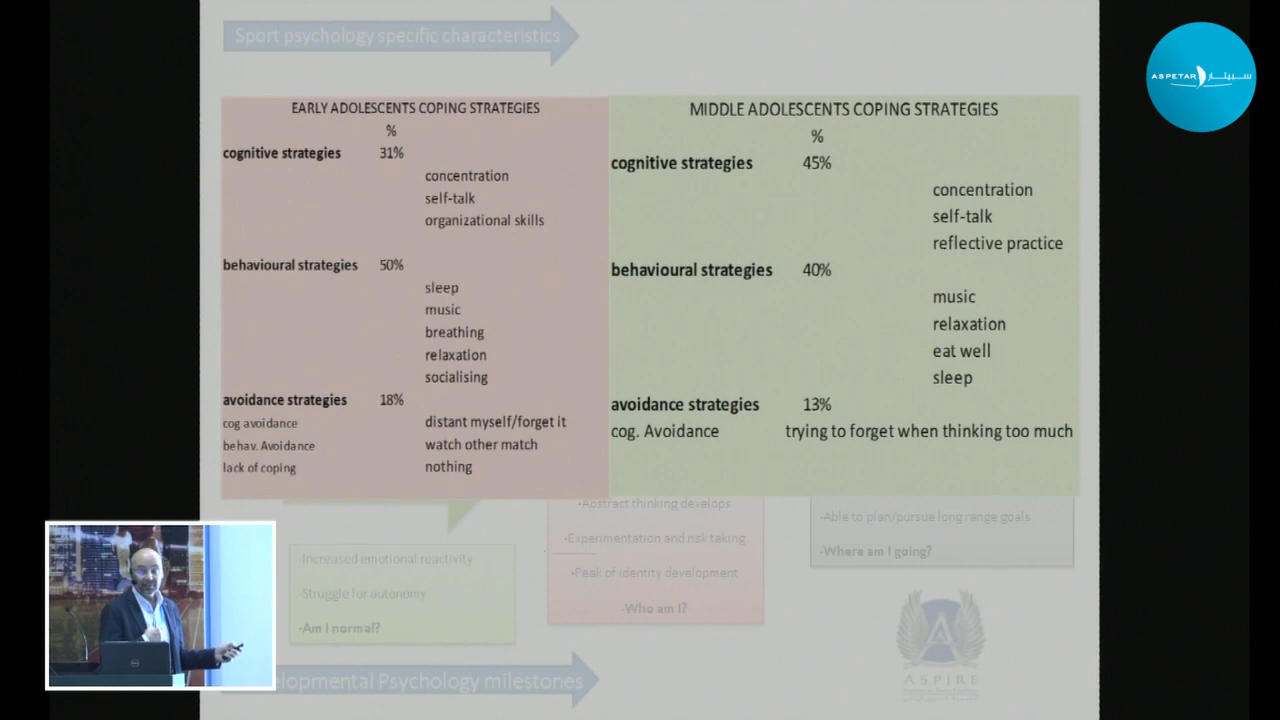 Sport psychology specific characteristics
ASPETAR سبيتار
EARLY ADOLESCENTS COPING STRATEGIES
%
cognitive strategies 31%
concentration
self-talk
organizational skills
behavioural strategies 50%
sleep
music
breathing
relaxation
socialising
avoidance strategies 18%
cog avoidance distant myself/forget it
behav. Avoidance watch other match
lack of coping nothing
MIDDLE ADOLESCENTS COPING STRATEGIES
%
cognitive strategies 45%
concentration
self-talk
reflective practice
behavioural strategies 40%
music
relaxation
eat well
sleep
avoidance strategies 13%
cog. Avoidance trying to forget when thinking too much
-Increased emotional reactivity
-Struggle for autonomy
-Am I normal?
-Abstract thinking develops
-Experimentation and risk taking
-Peak of identity development
-Who am I?
-Able to plan/pursue long range goals
-Where am I going?
Psychology milestones
ASPIRE